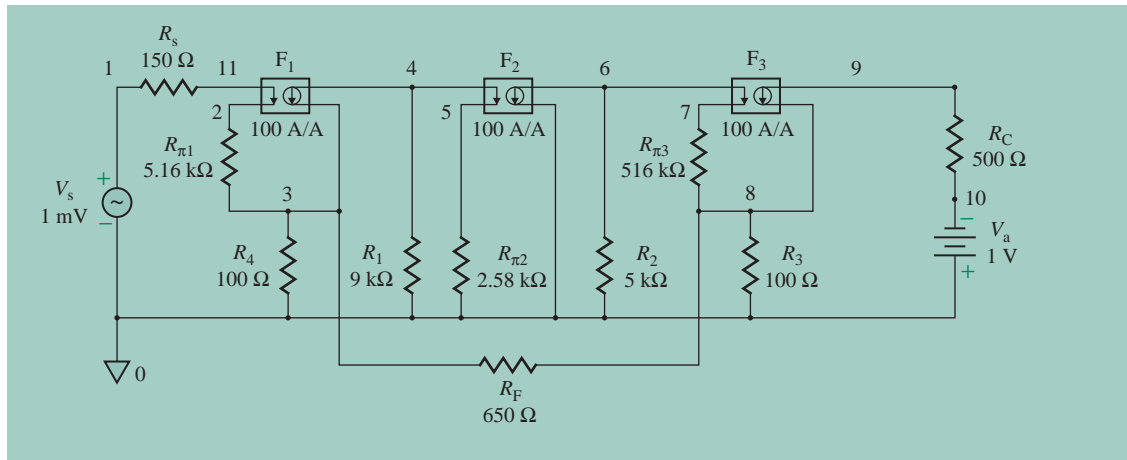 Rs
150 Ω
1
11
F1
4
F2
6
F3
9
2
100 A/A
5
100 A/A
7
100 A/A
Rπ1
5.16 kΩ
Rπ3
516 kΩ
RC
500 Ω
+
Vs
1 mV
~
−
3
8
10
R4
100 Ω
R1
9 kΩ
Rπ2
2.58 kΩ
R2
5 kΩ
R3
100 Ω
−
Va
1 V
+
0
RF
650 Ω